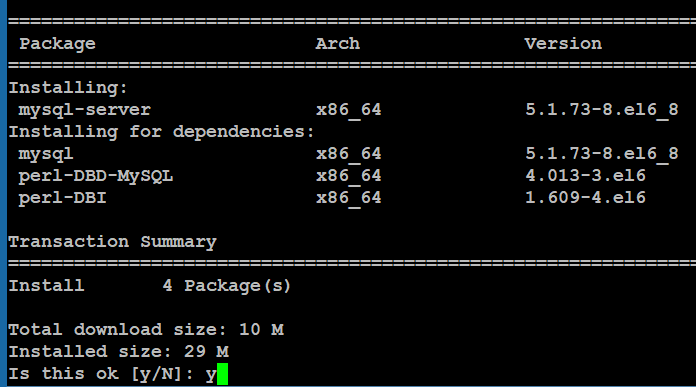 ================================================================
Package Arch Version
================================================================
Installing:
mysql-server x86_64 5.1.73-8.el6_8
Installing for dependencies:
mysql x86_64 5.1.73-8.el6_8
perl-DBD-MySQL x86_64 4.013-3.el6
perl-DBI x86_64 1.609-4.el6
Transaction Summary
================================================================
Install 4 Package(s)
Total download size: 10 M
Installed size: 29 M
Is this ok [y/N]: y